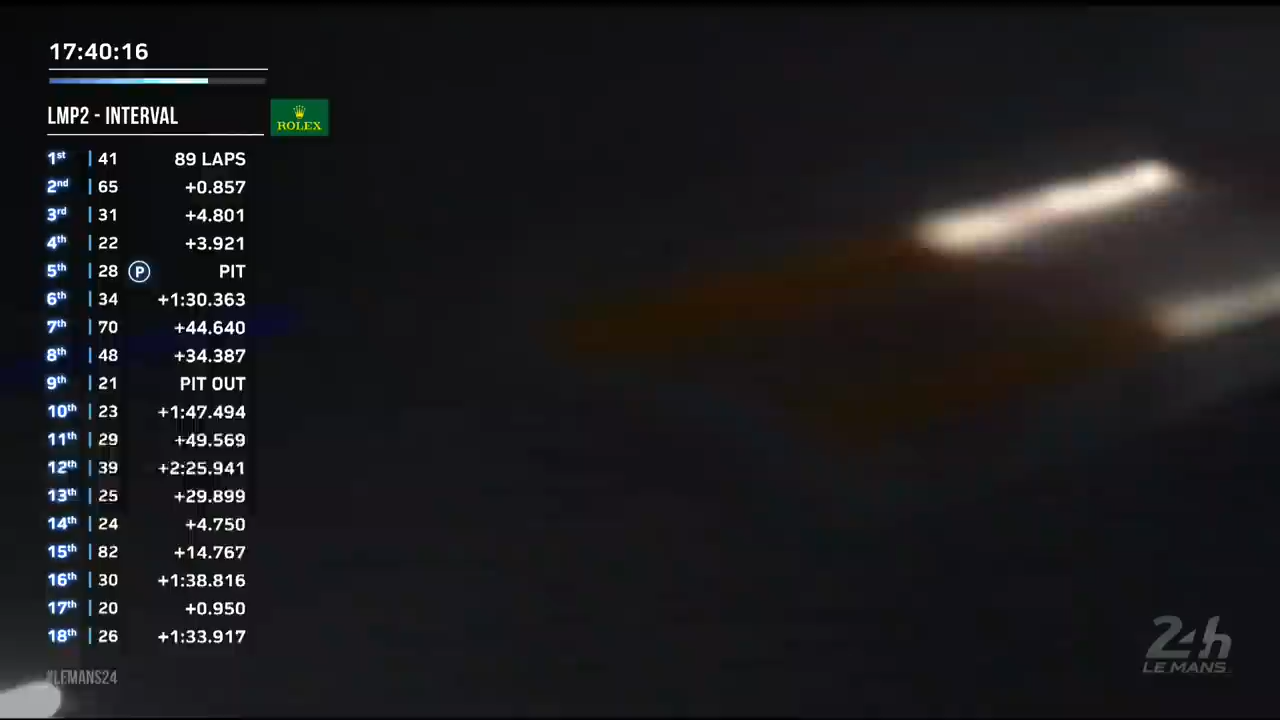 17:40:16
LMP2 - INTERVAL
ROLEX
1st | 41 89 LAPS
2nd | 65 +0.857
3rd | 31 +4.801
4th | 22 +3.921
5th | 28 P PIT
6th | 34 +1:30.363
7th | 70 +44.640
8th | 48 +34.387
9th | 21 PIT OUT
10th | 23 +1:47.494
11th | 29 +49.569
12th | 39 +2:25.941
13th | 25 +29.899
14th | 24 +4.750
15th | 82 +14.767
16th | 30 +1:38.816
17th | 20 +0.950
18th | 26 +1:33.917
#LEMANS24
24h
LE MANS